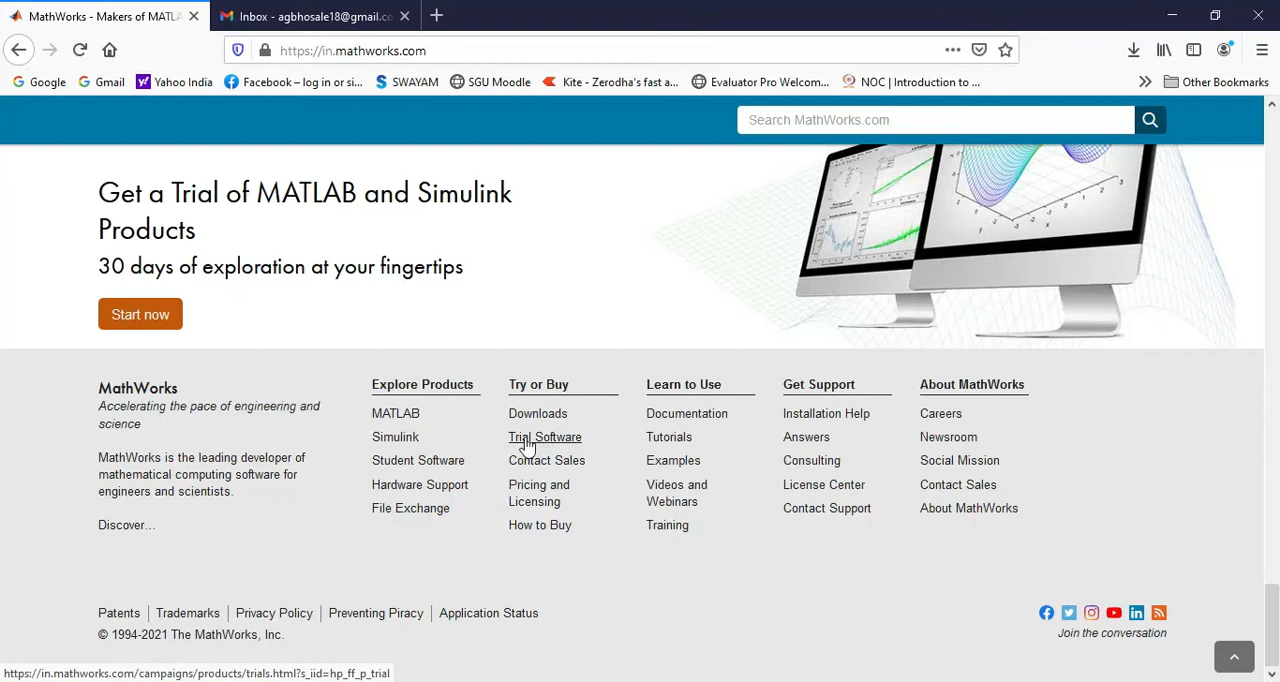 MathWorks - Makers of MATLA
Inbox - agbhosale18@gmail.co
https://in.mathworks.com
Google
Gmail
Yahoo India
Facebook – log in or si...
SWAYAM
SGU Moodle
Kite - Zerodha's fast a...
Evaluator Pro Welcom...
NOC | Introduction to ...
Other Bookmarks
Search MathWorks.com
Get a Trial of MATLAB and Simulink
Products
30 days of exploration at your fingertips
Start now
MathWorks
Accelerating the pace of engineering and
science
MathWorks is the leading developer of
mathematical computing software for
engineers and scientists.
Discover...
Explore Products
MATLAB
Simulink
Student Software
Hardware Support
File Exchange
Try or Buy
Downloads
Trial Software
Contact Sales
Pricing and
Licensing
How to Buy
Learn to Use
Documentation
Tutorials
Examples
Videos and
Webinars
Training
Get Support
Installation Help
Answers
Consulting
License Center
Contact Support
About MathWorks
Careers
Newsroom
Social Mission
Contact Sales
About MathWorks
Patents
Trademarks
Privacy Policy
Preventing Piracy
Application Status
© 1994-2021 The MathWorks, Inc.
Join the conversation
https://in.mathworks.com/campaigns/products/trials.html?s_iid=hp_ff_p_trial